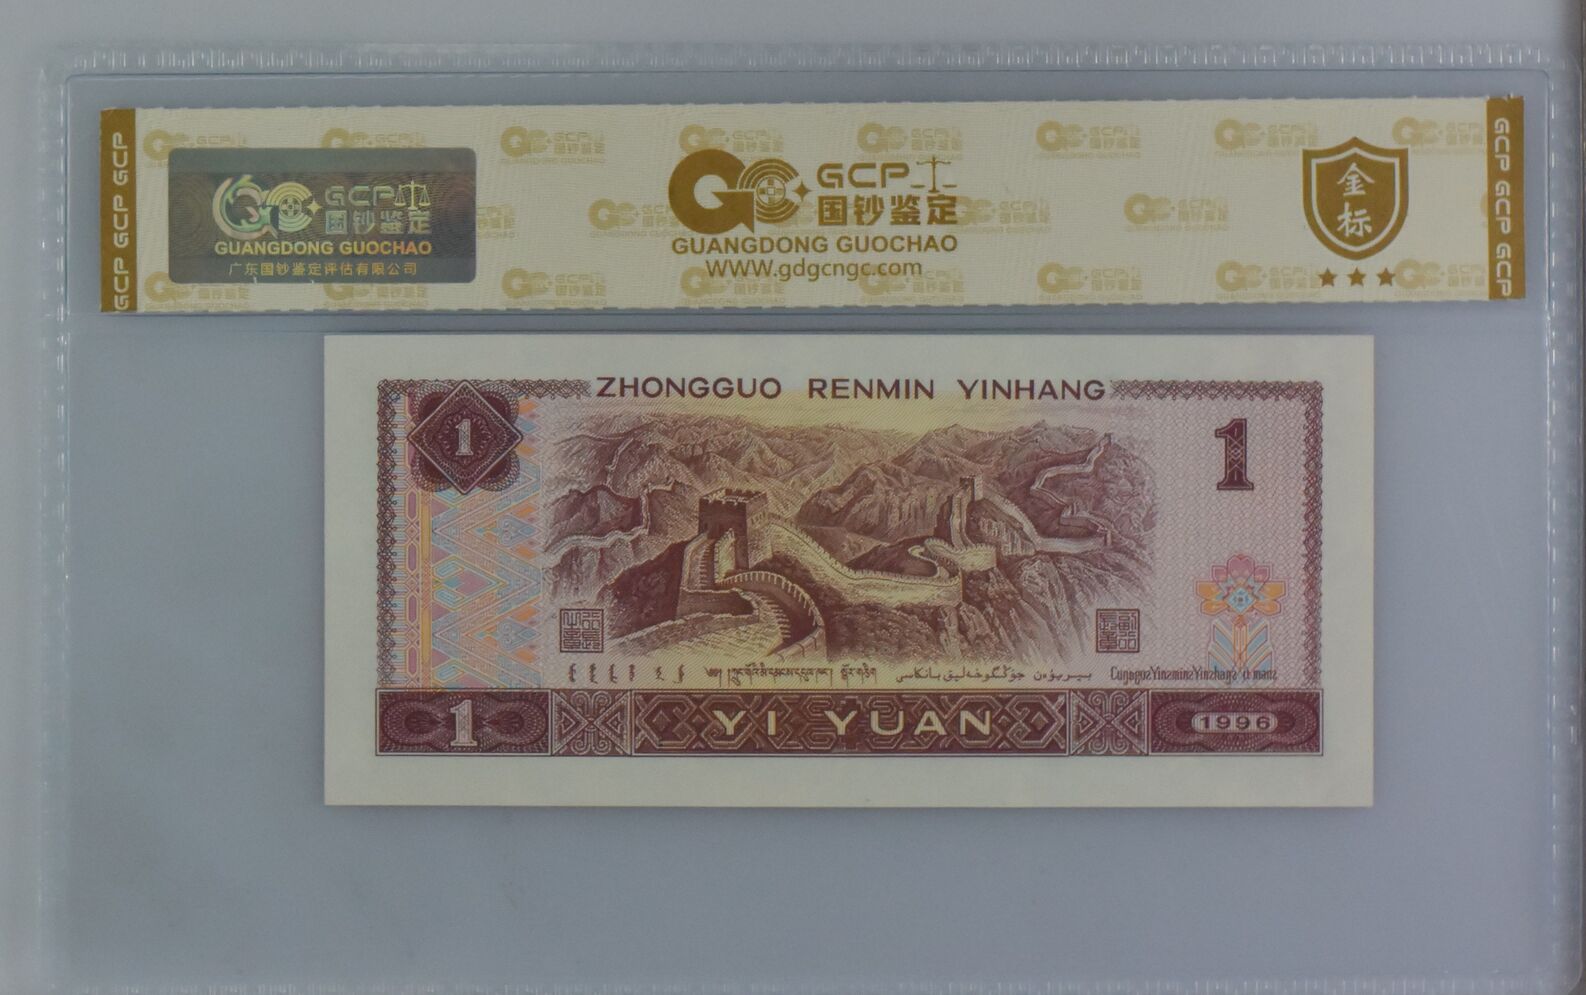 GCP 国钞鉴定
GUANGDONG GUOCHAO
广东国钞鉴定评估有限公司
GCP
国钞鉴定
GUANGDONG GUOCHAO
WWW.gdgcngc.com
金标
GCP GCP GCP
GCP GCP GCP
ZHONGGUO RENMIN YINHANG
1
1
1
YI YUAN
1996